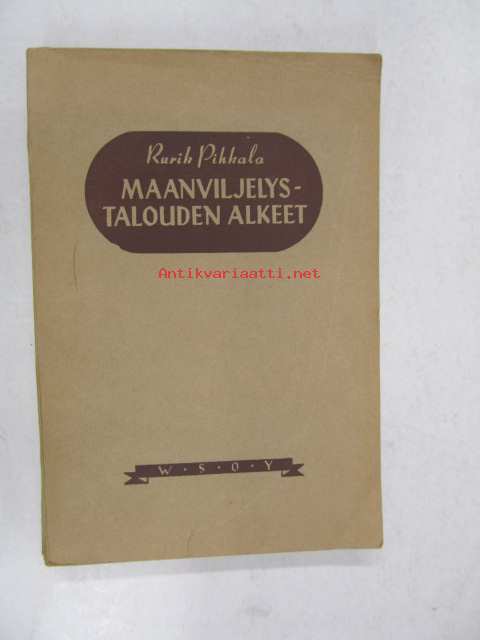 Rurik Pihkala
MAANVILJELYS-
TALOUDEN ALKEET
Antikvariaatti.net
W·S·O·Y